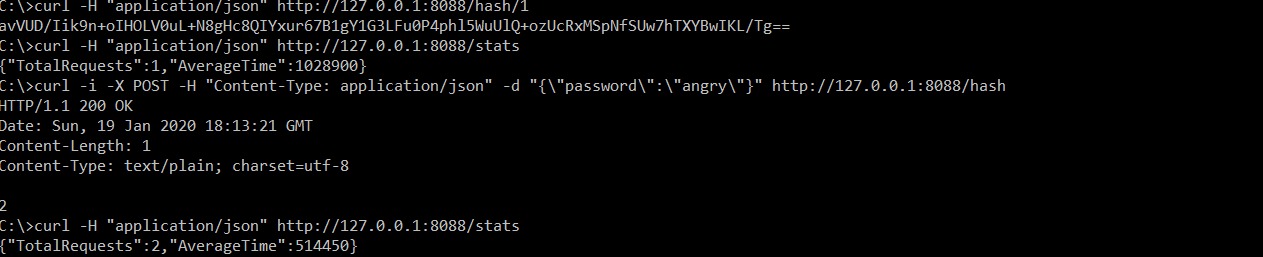 C:\>curl -H "application/json" http://127.0.0.1:8088/hash/1
avVUD/Iik9n+oIHOLV0uL+N8gHc8QIYxur67B1gY1G3LFu0P4phl5WuUlQ+ozUcRxMSpNfSUw7hTXYBwIKL/Tg==
C:\>curl -H "application/json" http://127.0.0.1:8088/stats
{"TotalRequests":1,"AverageTime":1028900}
C:\>curl -i -X POST -H "Content-Type: application/json" -d "{\"password\":\"angry\"}" http://127.0.0.1:8088/hash
HTTP/1.1 200 OK
Date: Sun, 19 Jan 2020 18:13:21 GMT
Content-Length: 1
Content-Type: text/plain; charset=utf-8
2
C:\>curl -H "application/json" http://127.0.0.1:8088/stats
{"TotalRequests":2,"AverageTime":514450}